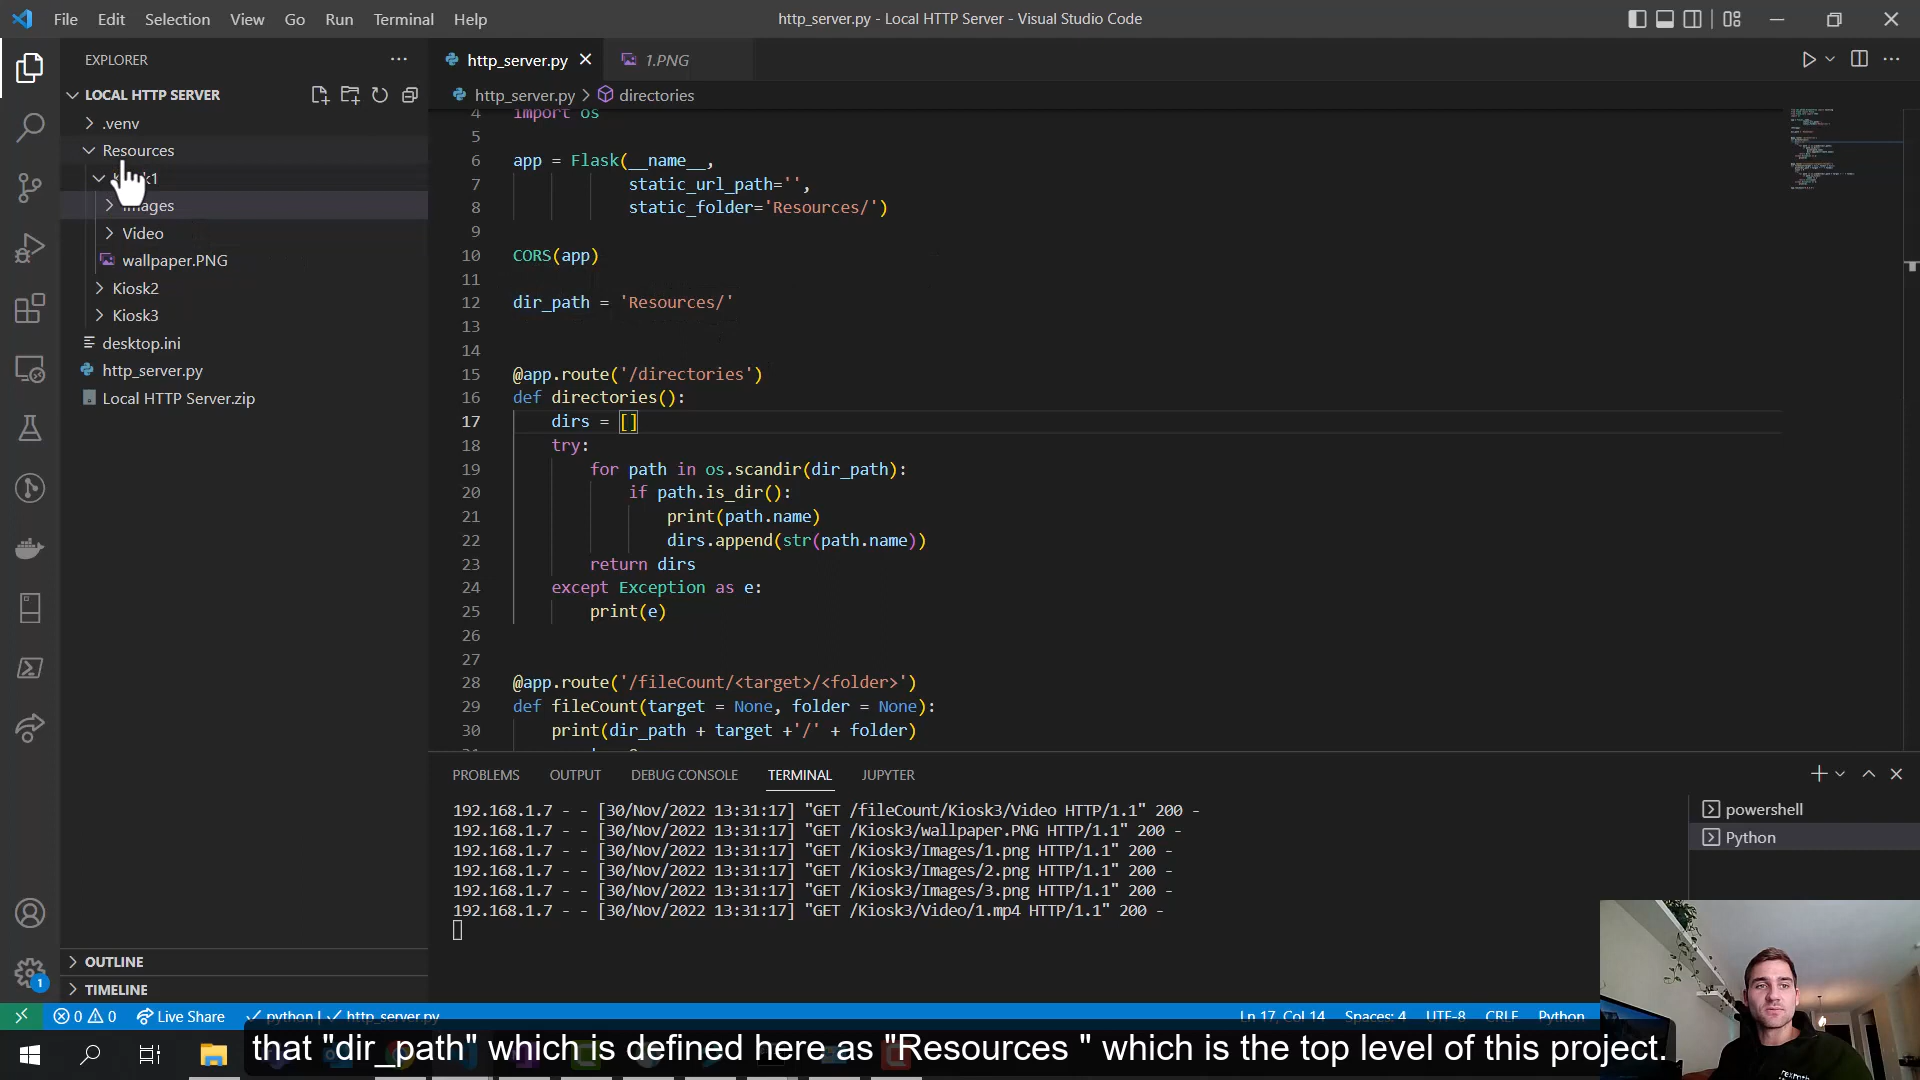 File Edit Selection View Go Run Terminal Help
http_server.py - Local HTTP Server - Visual Studio Code
EXPLORER
LOCAL HTTP SERVER
.venv
Resources
Images
Video
wallpaper.PNG
Kiosk2
Kiosk3
desktop.ini
http_server.py
Local HTTP Server.zip
OUTLINE
TIMELINE
http_server.py
1.PNG
http_server.py > directories
4 import os
5
6 app = Flask(__name__,
7 static_url_path='',
8 static_folder='Resources/')
9
10 CORS(app)
11
12 dir_path = 'Resources/'
13
14
15 @app.route('/directories')
16 def directories():
17 dirs = []
18 try:
19 for path in os.scandir(dir_path):
20 if path.is_dir():
21 print(path.name)
22 dirs.append(str(path.name))
23 return dirs
24 except Exception as e:
25 print(e)
26
27
28 @app.route('/fileCount/<target>/<folder>')
29 def fileCount(target = None, folder = None):
30 print(dir_path + target +'/' + folder)
PROBLEMS OUTPUT DEBUG CONSOLE TERMINAL JUPYTER
192.168.1.7 - - [30/Nov/2022 13:31:17] "GET /fileCount/Kiosk3/Video HTTP/1.1" 200 -
192.168.1.7 - - [30/Nov/2022 13:31:17] "GET /Kiosk3/wallpaper.PNG HTTP/1.1" 200 -
192.168.1.7 - - [30/Nov/2022 13:31:17] "GET /Kiosk3/Images/1.png HTTP/1.1" 200 -
192.168.1.7 - - [30/Nov/2022 13:31:17] "GET /Kiosk3/Images/2.png HTTP/1.1" 200 -
192.168.1.7 - - [30/Nov/2022 13:31:17] "GET /Kiosk3/Images/3.png HTTP/1.1" 200 -
192.168.1.7 - - [30/Nov/2022 13:31:17] "GET /Kiosk3/Video/1.mp4 HTTP/1.1" 200 -
powershell
Python
1
0 0 Live Share python | http_server.py Ln 17, Col 14 Spaces: 4 UTF-8 CRLF Python
that "dir_path" which is defined here as "Resources " which is the top level of this project.